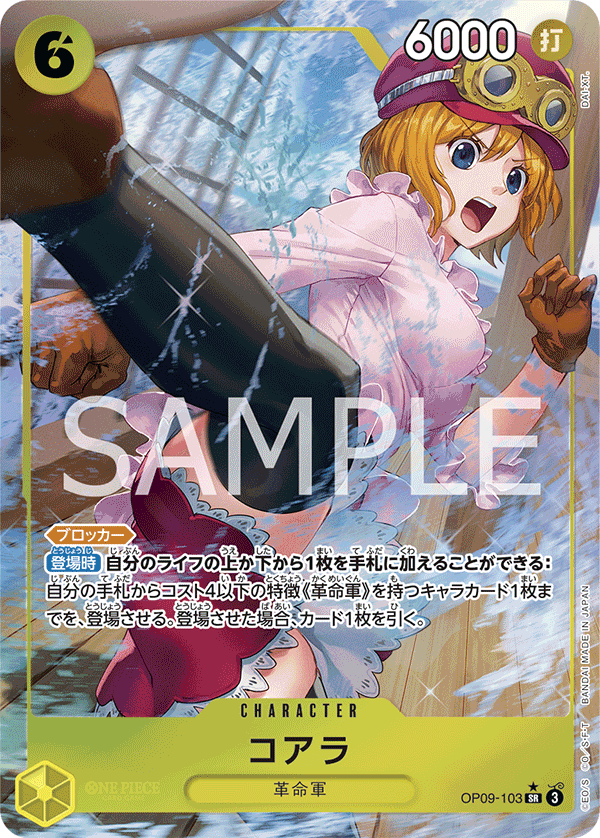 6
6000 打
DAI-XT.
SAMPLE
ブロッカー
登場時 自分のライフの上か下から1枚を手札に加えることができる:
自分の手札からコスト4以下の特徴《革命軍》を持つキャラカード1枚ま
でを、登場させる。登場させた場合、カード1枚を引く。
CHARACTER
コアラ
革命軍
ONE PIECE
CARD GAME
OP09-103 SR 3
©E.O/S ©O/S・F・T BANDAI MADE IN JAPAN